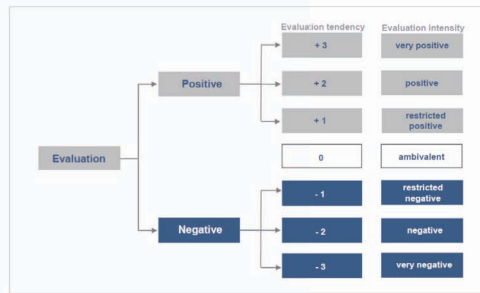 Evaluation tendency Evaluation intensity
+ 3 very positive
Positive + 2 positive
+ 1 restricted
positive
Evaluation 0 ambivalent
- 1 restricted
negative
Negative - 2 negative
- 3 very negative